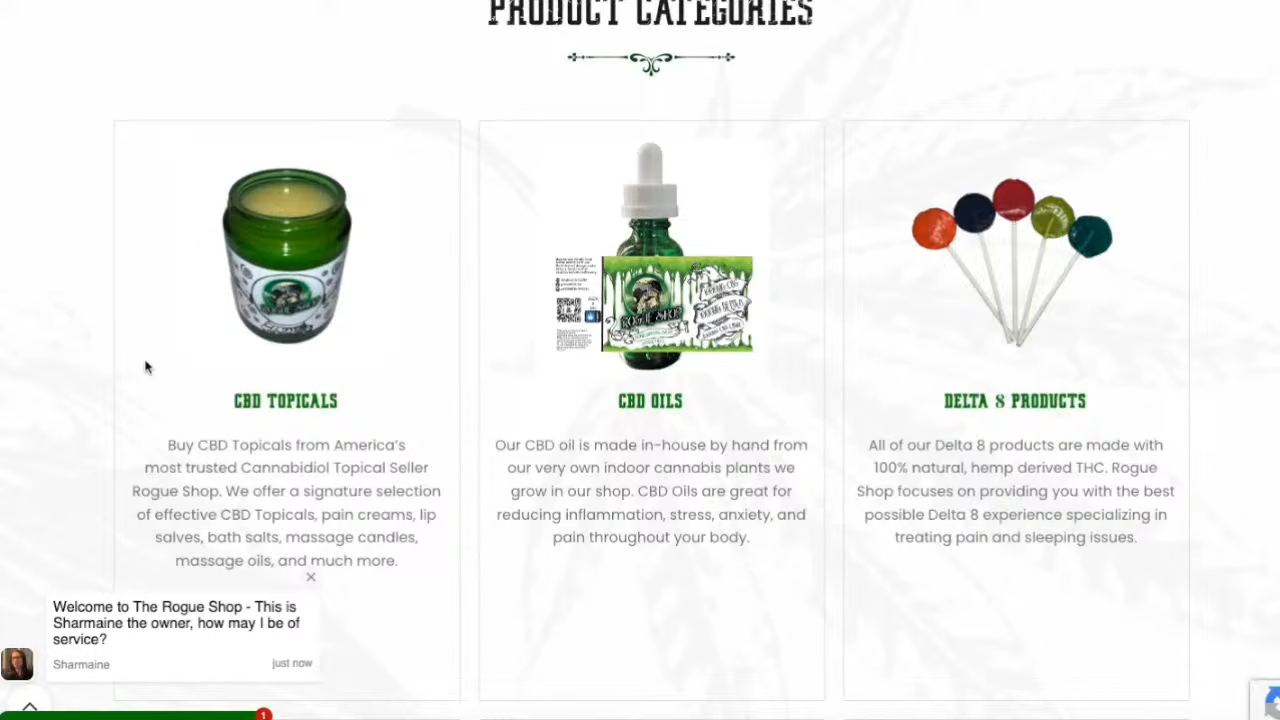 PRODUCT CATEGORIES
CBD TOPICALS
Buy CBD Topicals from America's
most trusted Cannabidiol Topical Seller
Rogue Shop. We offer a signature selection
of effective CBD Topicals, pain creams, lip
salves, bath salts, massage candles,
massage oils, and much more.
ROGUE SHOP
CBD OILS
Our CBD oil is made in-house by hand from
our very own indoor cannabis plants we
grow in our shop. CBD Oils are great for
reducing inflammation, stress, anxiety, and
pain throughout your body.
DELTA 8 PRODUCTS
All of our Delta 8 products are made with
100% natural, hemp derived THC. Rogue
Shop focuses on providing you with the best
possible Delta 8 experience specializing in
treating pain and sleeping issues.
Welcome to The Rogue Shop - This is
Sharmaine the owner, how may I be of
service?
Sharmaine just now
1